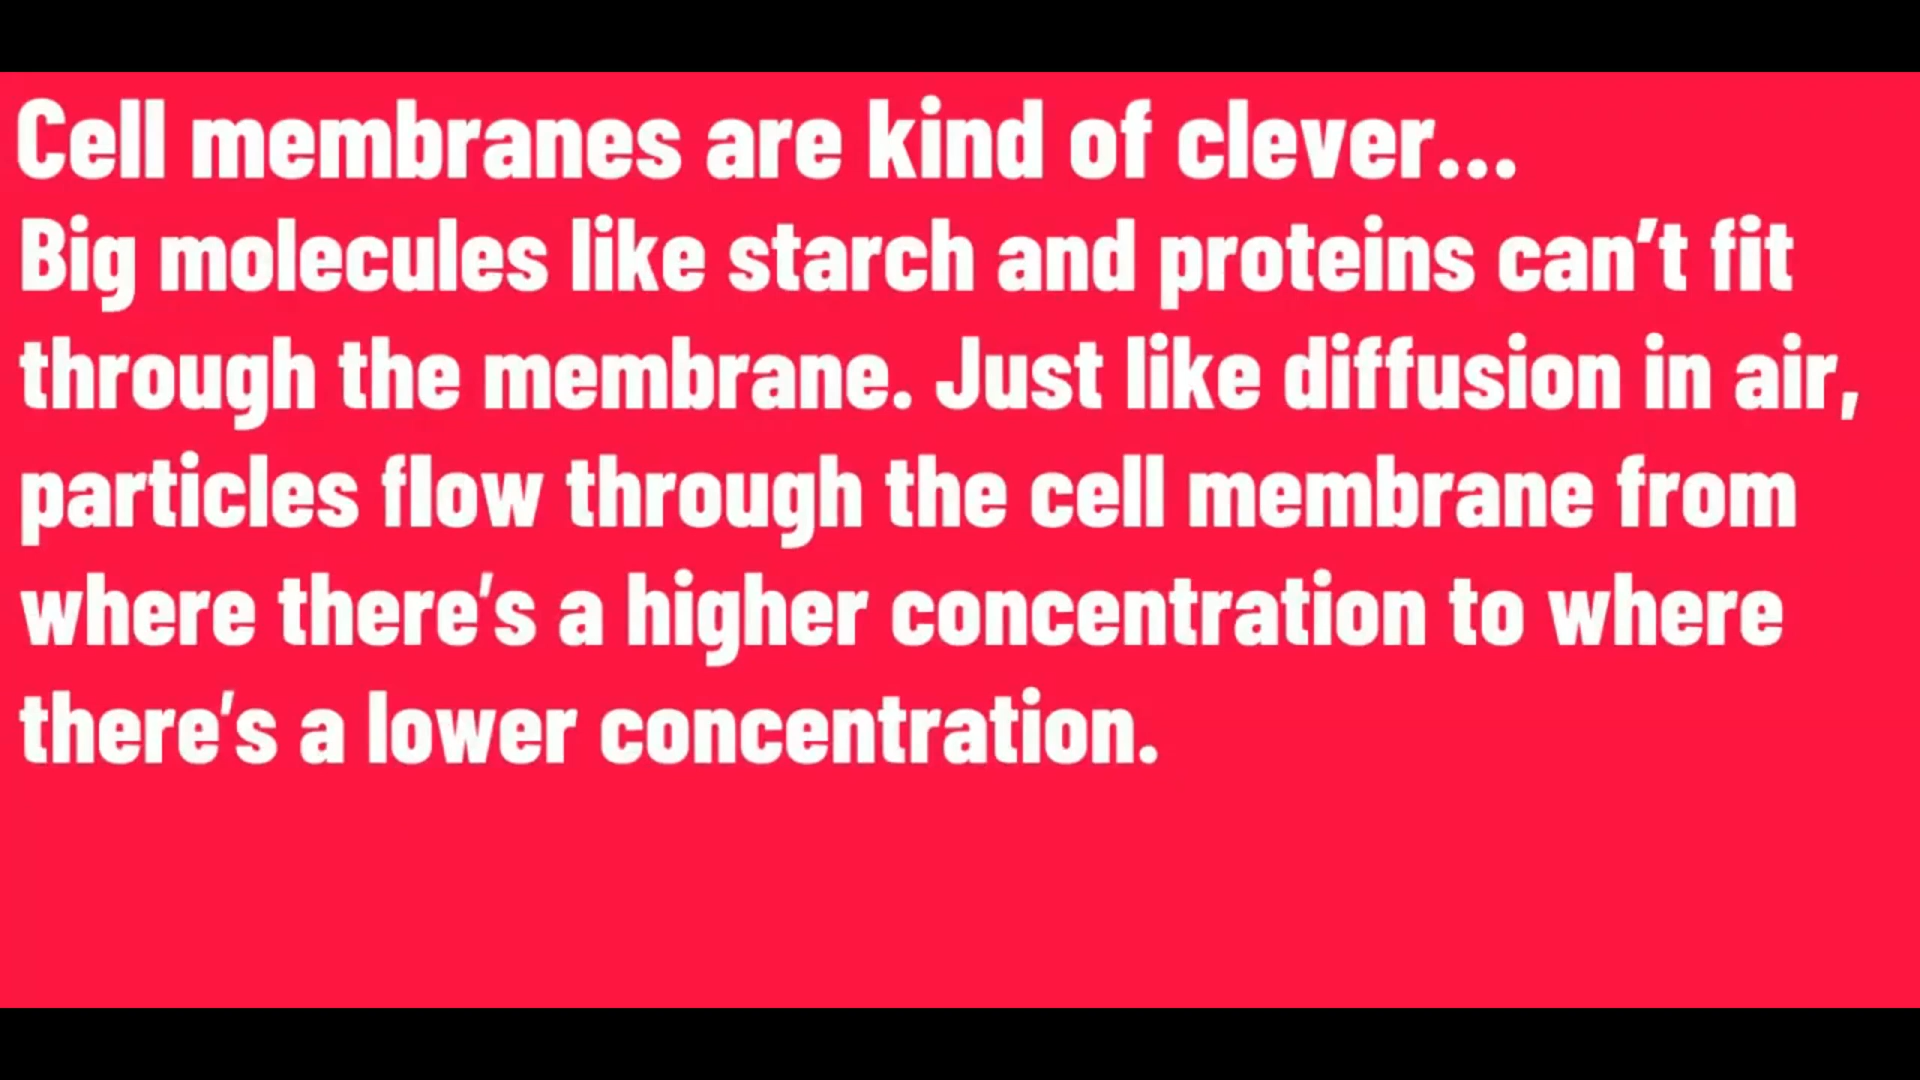 Cell membranes are kind of clever...
Big molecules like starch and proteins can’t fit
through the membrane. Just like diffusion in air,
particles flow through the cell membrane from
where there's a higher concentration to where
there's a lower concentration.